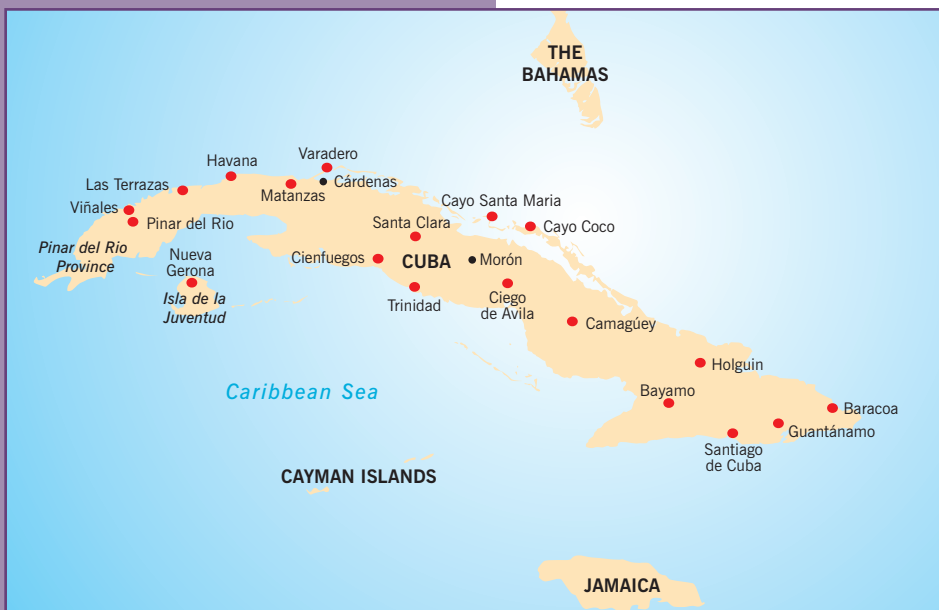 THE
BAHAMAS
Varadero
Havana
Cárdenas
Las Terrazas
Matanzas
Viñales
Pinar del Rio
Cayo Santa Maria
Santa Clara
Cayo Coco
Pinar del Rio
Province
Nueva
Gerona
Cienfuegos
CUBA
Morón
Isla de la
Juventud
Trinidad
Ciego
de Avila
Camagúey
Holguin
Caribbean Sea
Bayamo
Baracoa
Guantánamo
Santiago
de Cuba
CAYMAN ISLANDS
JAMAICA